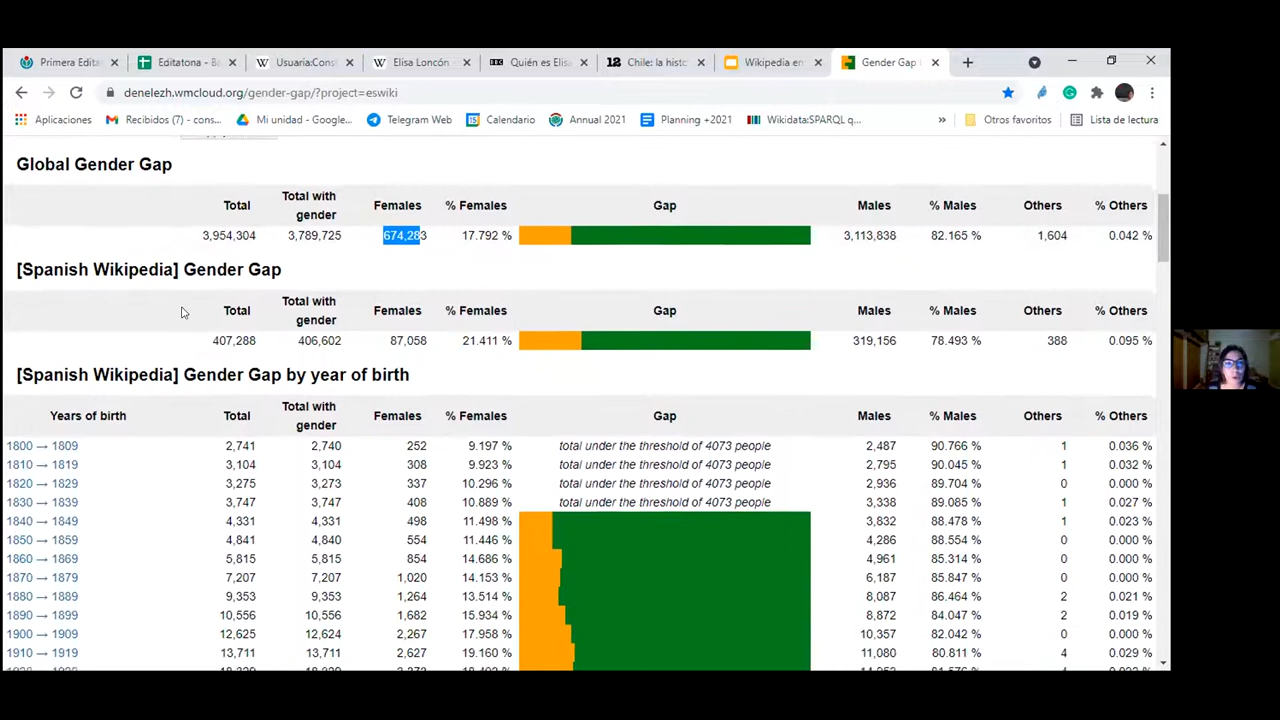 Primera Edita
Editatona - Ba
Usuaria:Cons
Elisa Loncón
Quién es Elisa
Chile: la histo
Wikipedia en
Gender Gap
denelezh.wmcloud.org/gender-gap/?project=eswiki
Aplicaciones
Recibidos (7) - cons...
Mi unidad - Google...
Telegram Web
Calendario
Annual 2021
Planning +2021
Wikidata:SPARQL q...
»
Otros favoritos
Lista de lectura
Global Gender Gap
Total Total with gender Females % Females Gap Males % Males Others % Others
3,954,304 3,789,725 674,283 17.792 % 3,113,838 82.165 % 1,604 0.042 %
[Spanish Wikipedia] Gender Gap
Total Total with gender Females % Females Gap Males % Males Others % Others
407,288 406,602 87,058 21.411 % 319,156 78.493 % 388 0.095 %
[Spanish Wikipedia] Gender Gap by year of birth
Years of birth Total Total with gender Females % Females Gap Males % Males Others % Others
1800 → 1809 2,741 2,740 252 9.197 % total under the threshold of 4073 people 2,487 90.766 % 1 0.036 %
1810 → 1819 3,104 3,104 308 9.923 % total under the threshold of 4073 people 2,795 90.045 % 1 0.032 %
1820 → 1829 3,275 3,273 337 10.296 % total under the threshold of 4073 people 2,936 89.704 % 0 0.000 %
1830 → 1839 3,747 3,747 408 10.889 % total under the threshold of 4073 people 3,338 89.085 % 1 0.027 %
1840 → 1849 4,331 4,331 498 11.498 % 3,832 88.478 % 1 0.023 %
1850 → 1859 4,841 4,840 554 11.446 % 4,286 88.554 % 0 0.000 %
1860 → 1869 5,815 5,815 854 14.686 % 4,961 85.314 % 0 0.000 %
1870 → 1879 7,207 7,207 1,020 14.153 % 6,187 85.847 % 0 0.000 %
1880 → 1889 9,353 9,353 1,264 13.514 % 8,087 86.464 % 2 0.021 %
1890 → 1899 10,556 10,556 1,682 15.934 % 8,872 84.047 % 2 0.019 %
1900 → 1909 12,625 12,624 2,267 17.958 % 10,357 82.042 % 0 0.000 %
1910 → 1919 13,711 13,711 2,627 19.160 % 11,080 80.811 % 4 0.029 %